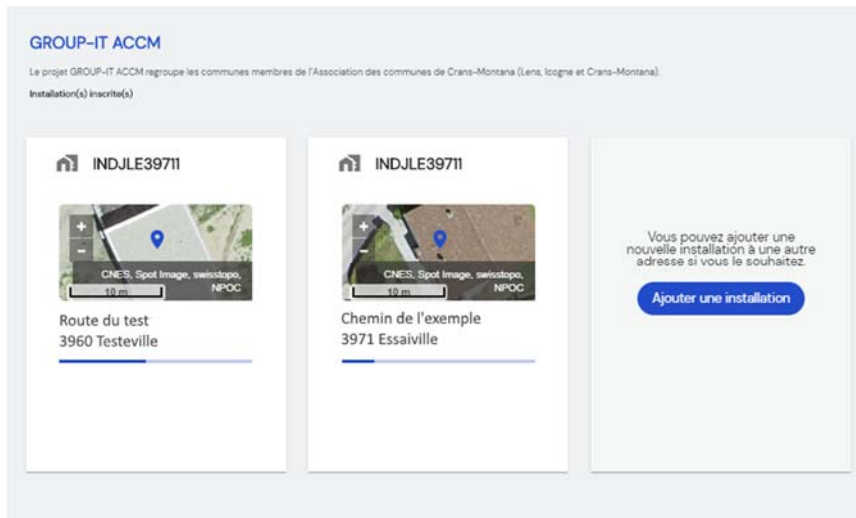 GROUP-IT ACCM
Le projet GROUP-IT ACCM regroupe les communes membres de l'Association des communes de Crans-Montana (Lens, Icogne et Crans-Montana).
Installation(s) inscrite(s)
INDJLE39711
+
-
CNES, Spot Image, swisstopo,
NPOC
10 m
Route du test
3960 Testeville
INDJLE39711
+
-
CNES, Spot Image, swisstopo,
NPOC
10 m
Chemin de l'exemple
3971 Essaiville
Vous pouvez ajouter une
nouvelle installation à une autre
adresse si vous le souhaitez.
Ajouter une installation